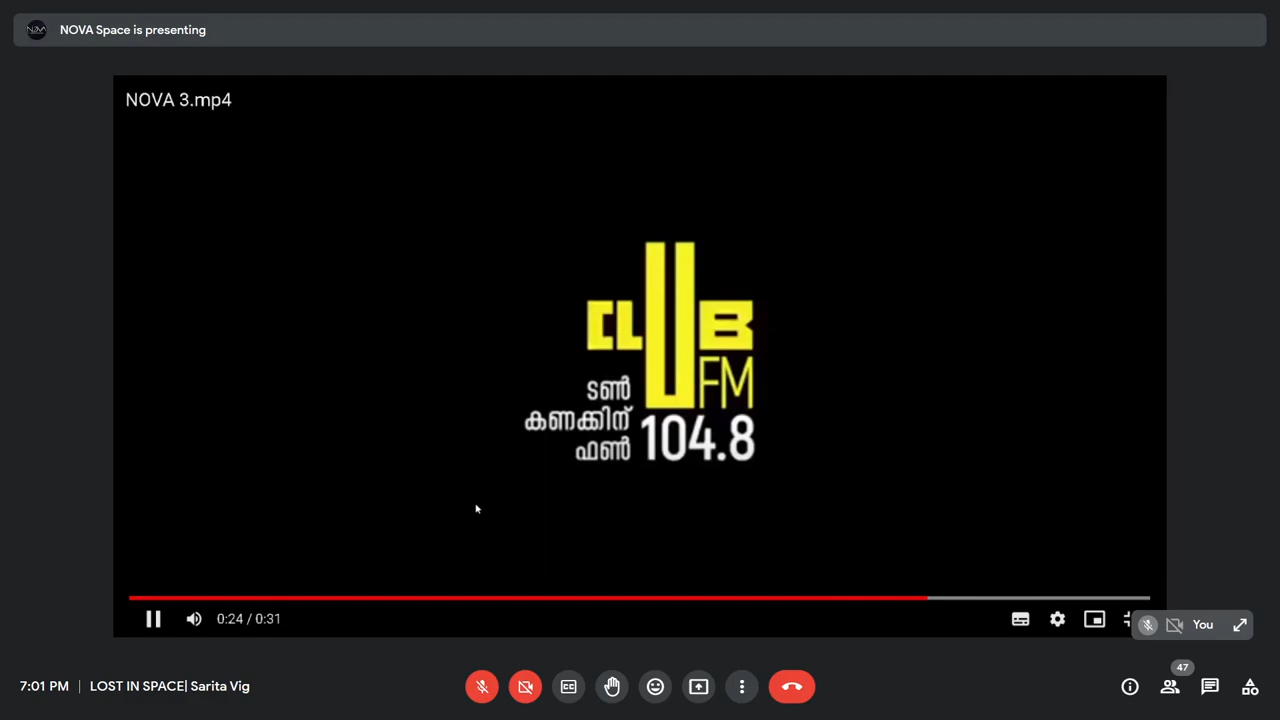 NOVA Space is presenting
NOVA 3.mp4
CLUB
FM
ടൺ
കണക്കിന്
ഫൺ
104.8
0:24 / 0:31
You
47
7:01 PM | LOST IN SPACE| Sarita Vig